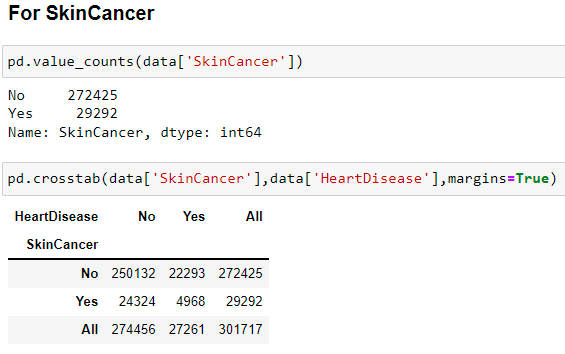 For SkinCancer
pd.value_counts(data['SkinCancer'])
No     272425
Yes     29292
Name: SkinCancer, dtype: int64
pd.crosstab(data['SkinCancer'],data['HeartDisease'],margins=True)
HeartDisease No Yes All
SkinCancer
No 250132 22293 272425
Yes 24324 4968 29292
All 274456 27261 301717